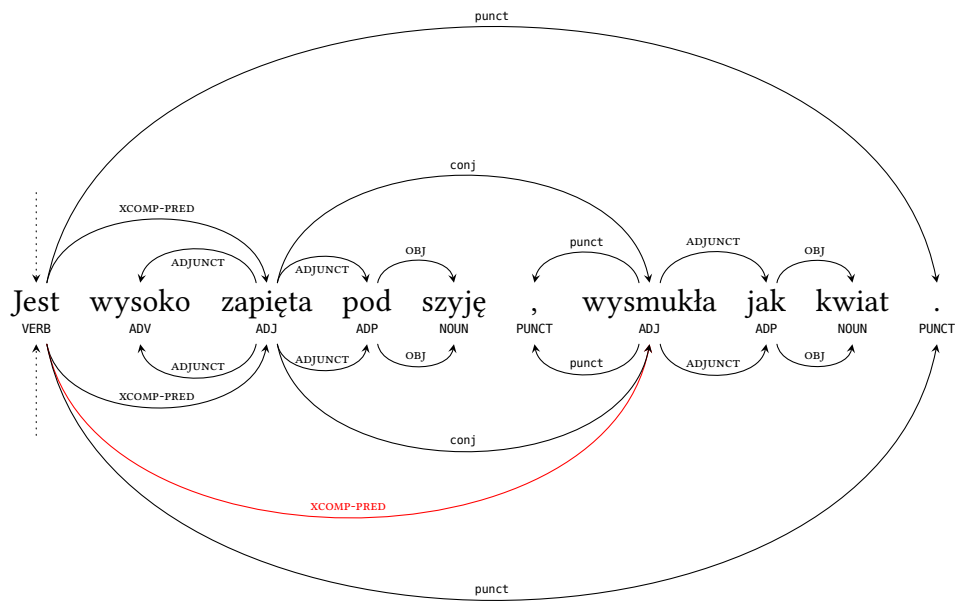 punct
conj
XCOMP-PRED
punct ADJUNCT OBJ
ADJUNCT ADJUNCT OBJ
Jest wysoko zapięta pod szyję , wysmukła jak kwiat .
VERB ADV ADJ ADP NOUN PUNCT ADJ ADP NOUN PUNCT
ADJUNCT ADJUNCT OBJ punct ADJUNCT OBJ
XCOMP-PRED
conj
XCOMP-PRED
punct